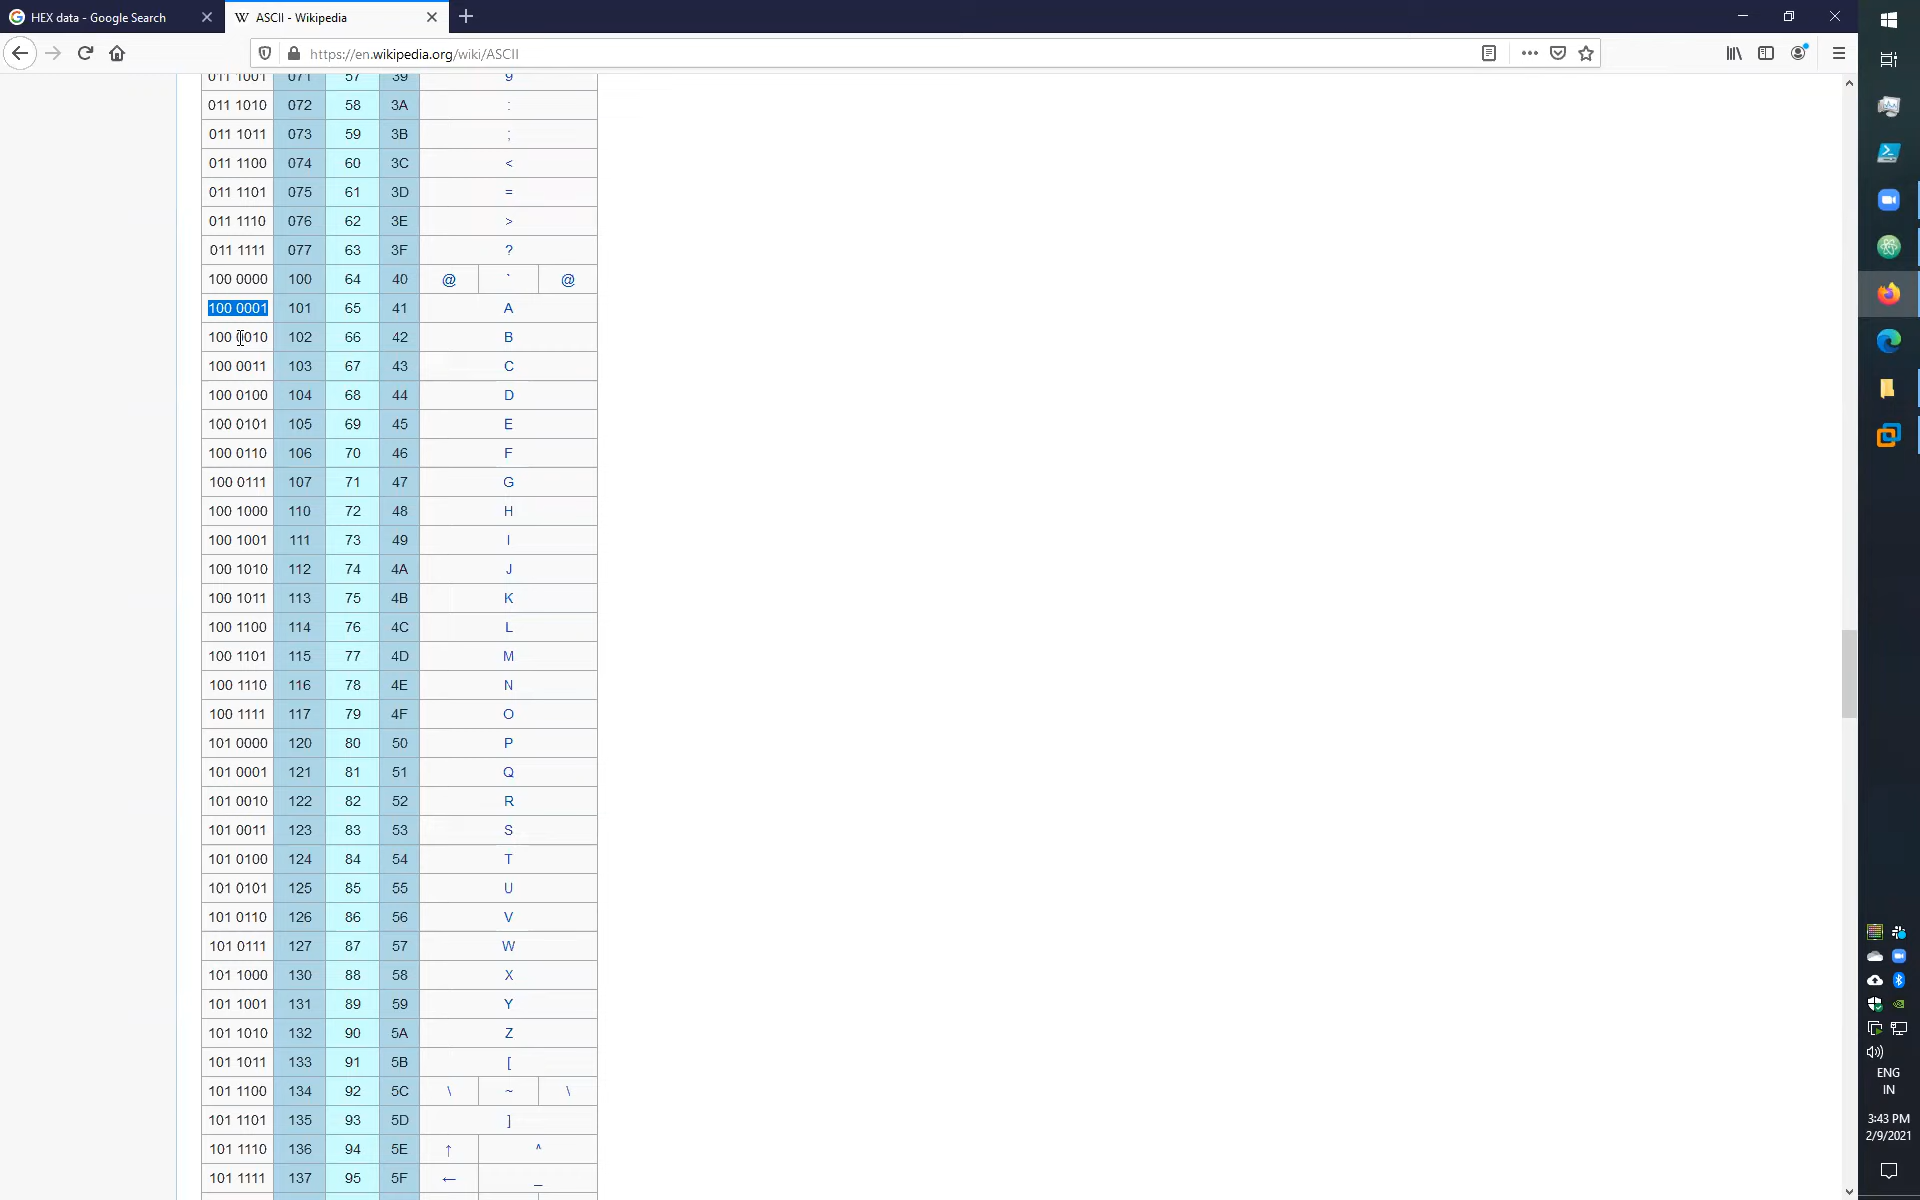 HEX data - Google Search
W ASCII - Wikipedia
https://en.wikipedia.org/wiki/ASCII
011 1001 071 57 39 9
011 1010 072 58 3A :
011 1011 073 59 3B ;
011 1100 074 60 3C <
011 1101 075 61 3D =
011 1110 076 62 3E >
011 1111 077 63 3F ?
100 0000 100 64 40 @ ` @
100 0001 101 65 41 A
100 0010 102 66 42 B
100 0011 103 67 43 C
100 0100 104 68 44 D
100 0101 105 69 45 E
100 0110 106 70 46 F
100 0111 107 71 47 G
100 1000 110 72 48 H
100 1001 111 73 49 I
100 1010 112 74 4A J
100 1011 113 75 4B K
100 1100 114 76 4C L
100 1101 115 77 4D M
100 1110 116 78 4E N
100 1111 117 79 4F O
101 0000 120 80 50 P
101 0001 121 81 51 Q
101 0010 122 82 52 R
101 0011 123 83 53 S
101 0100 124 84 54 T
101 0101 125 85 55 U
101 0110 126 86 56 V
101 0111 127 87 57 W
101 1000 130 88 58 X
101 1001 131 89 59 Y
101 1010 132 90 5A Z
101 1011 133 91 5B [
101 1100 134 92 5C \ ~ \
101 1101 135 93 5D ]
101 1110 136 94 5E ↑ ^
101 1111 137 95 5F ← _
ENG
IN
3:43 PM
2/9/2021